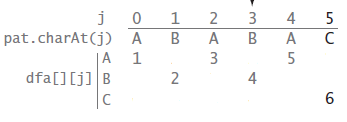 j 0 1 2 3 4 5
pat.charAt(j) A B A B A C
A 1 3 5
dfa[][j] B 2 4
C 6